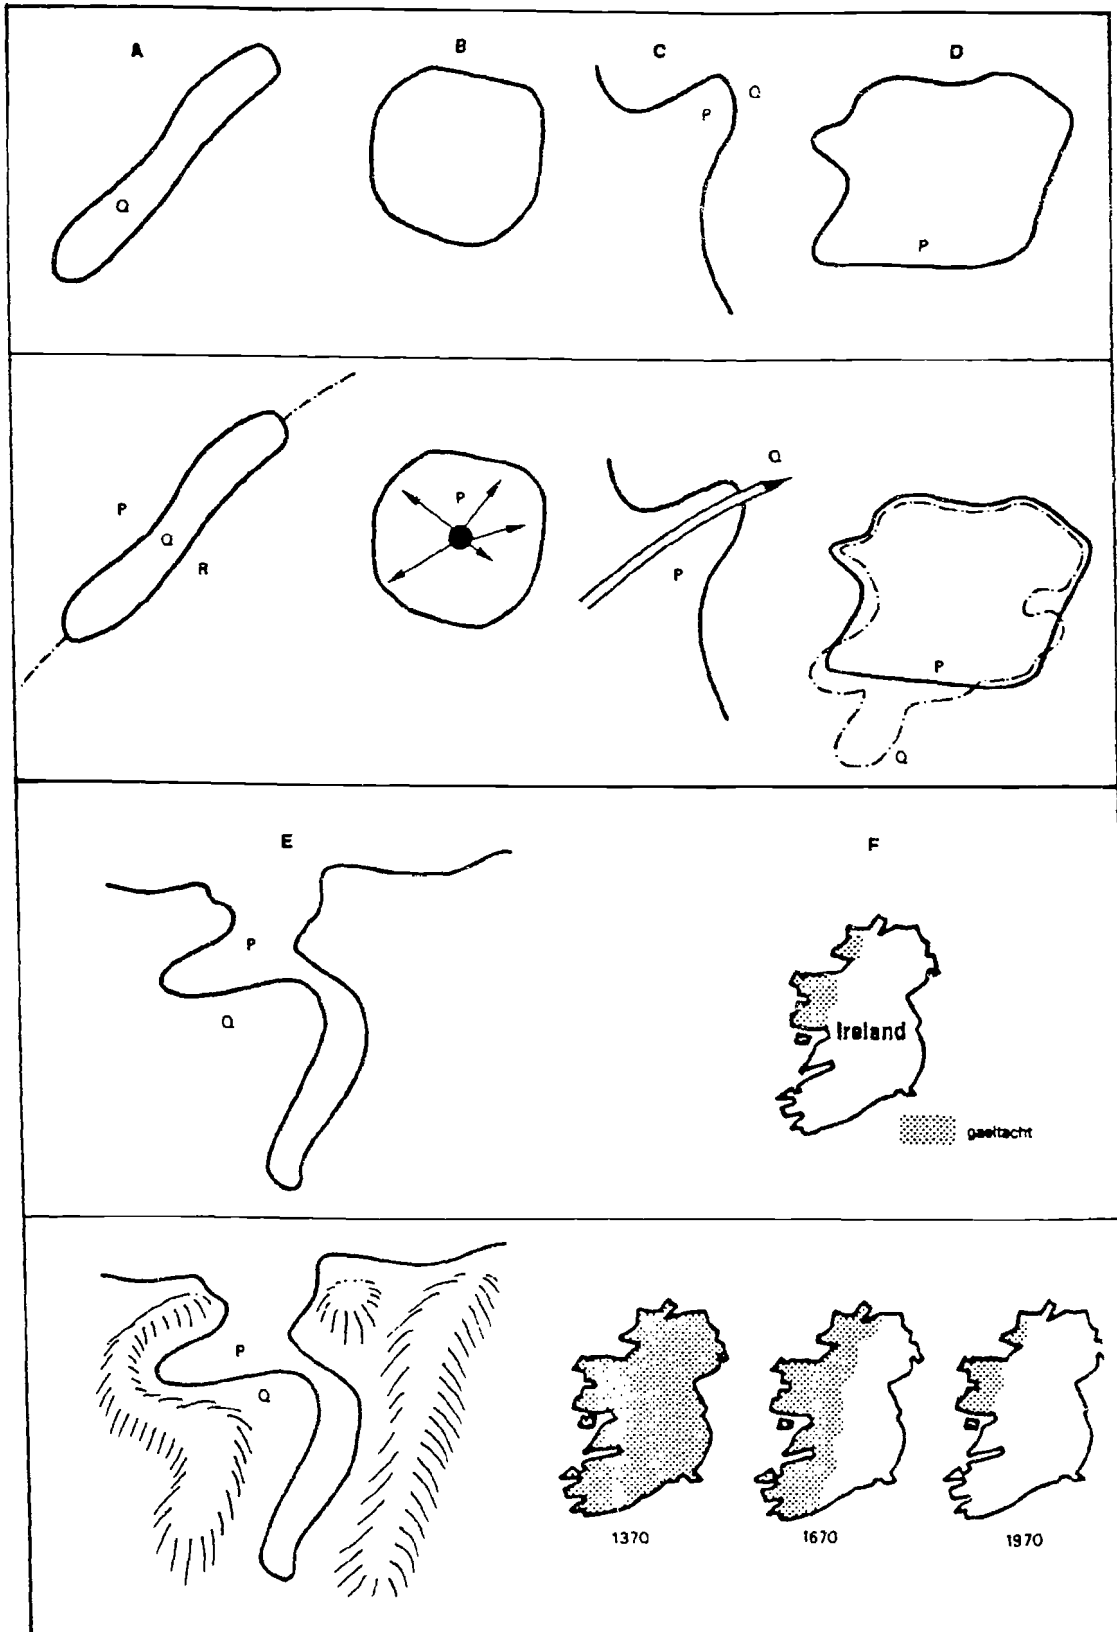 A B C D
Q
P Q
P
P Q R
P
Q P
P Q
E F
P
Q
Ireland
gaeltacht
P
Q
1370 1670 1970